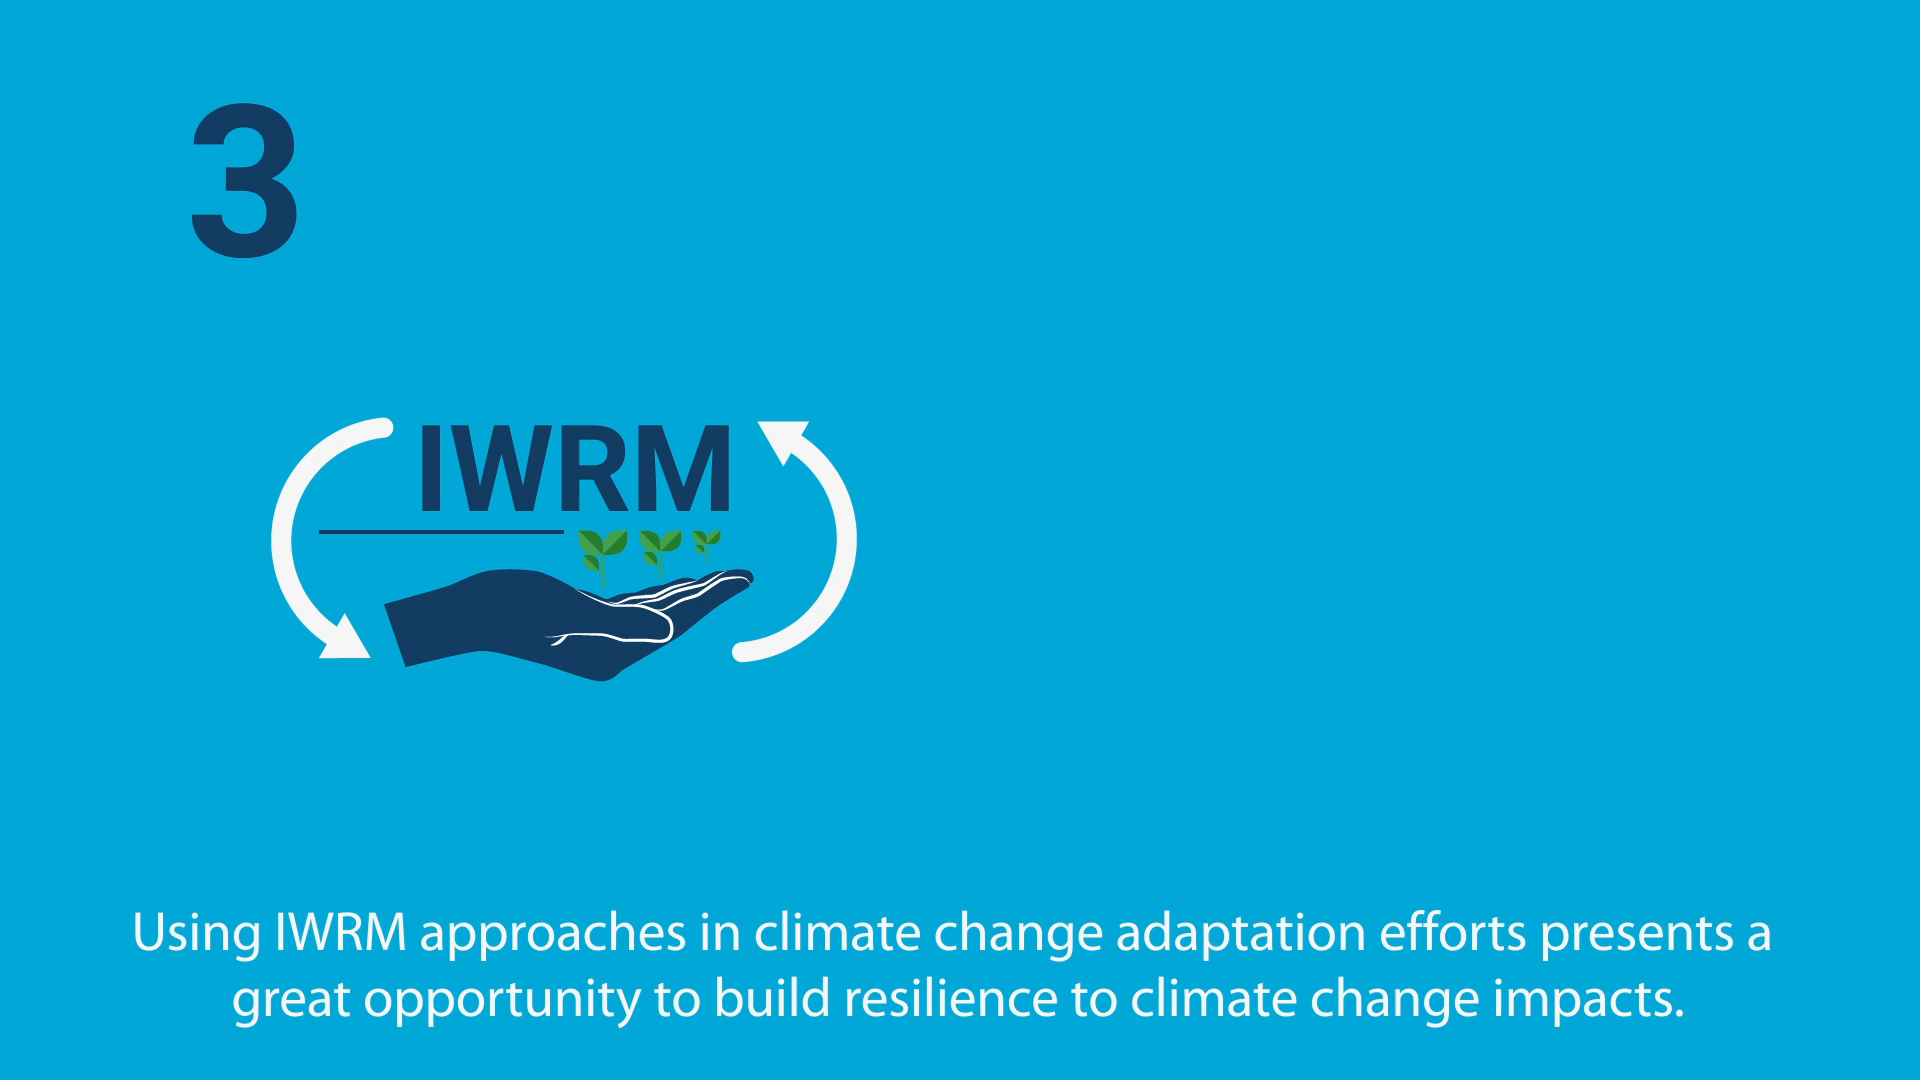 3
IWRM
Using IWRM approaches in climate change adaptation efforts presents a
great opportunity to build resilience to climate change impacts.